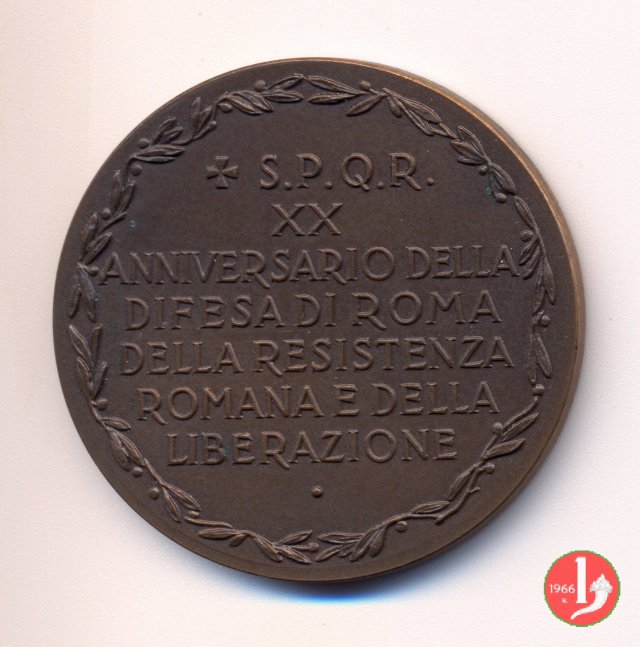 ✠ S.P.Q.R.
XX
ANNIVERSARIO DELLA
DIFESA DI ROMA
DELLA RESISTENZA
ROMANA E DELLA
LIBERAZIONE
1966